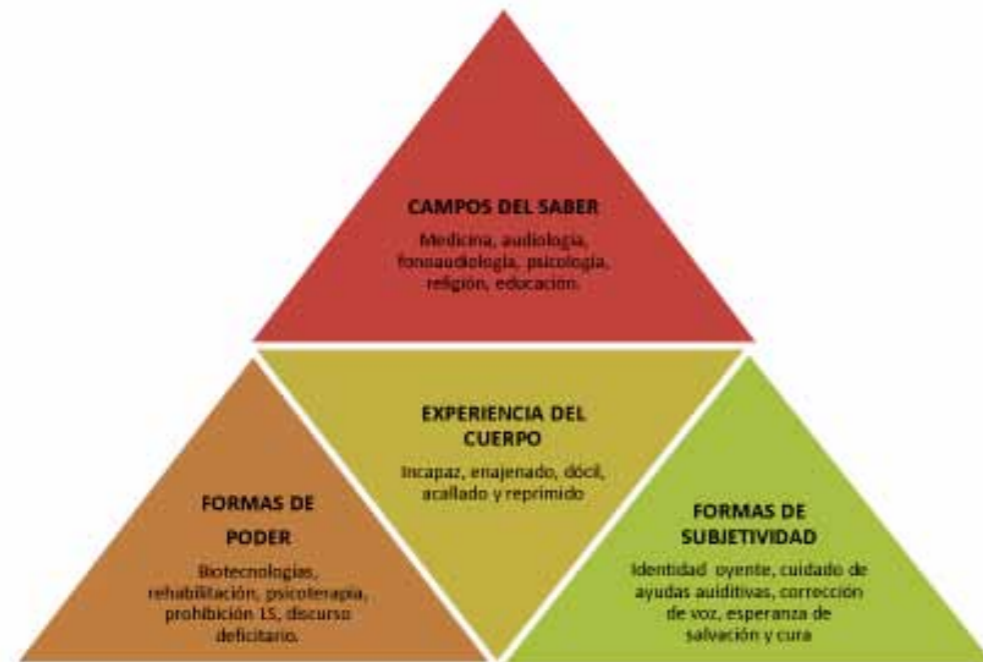 CAMPOS DEL SABER
Medicina, audiología,
fonoaudiología, psicología,
religión, educación.
EXPERIENCIA DEL
CUERPO
Incapaz, enajenado, dócil,
acallado y reprimido
FORMAS DE
PODER
Biotecnologías,
rehabilitación, psicoterapia,
prohibición LS, discurso
deficitario.
FORMAS DE
SUBJETIVIDAD
Identidad oyente, cuidado de
ayudas auiditivas, corrección
de voz, esperanza de
salvación y cura